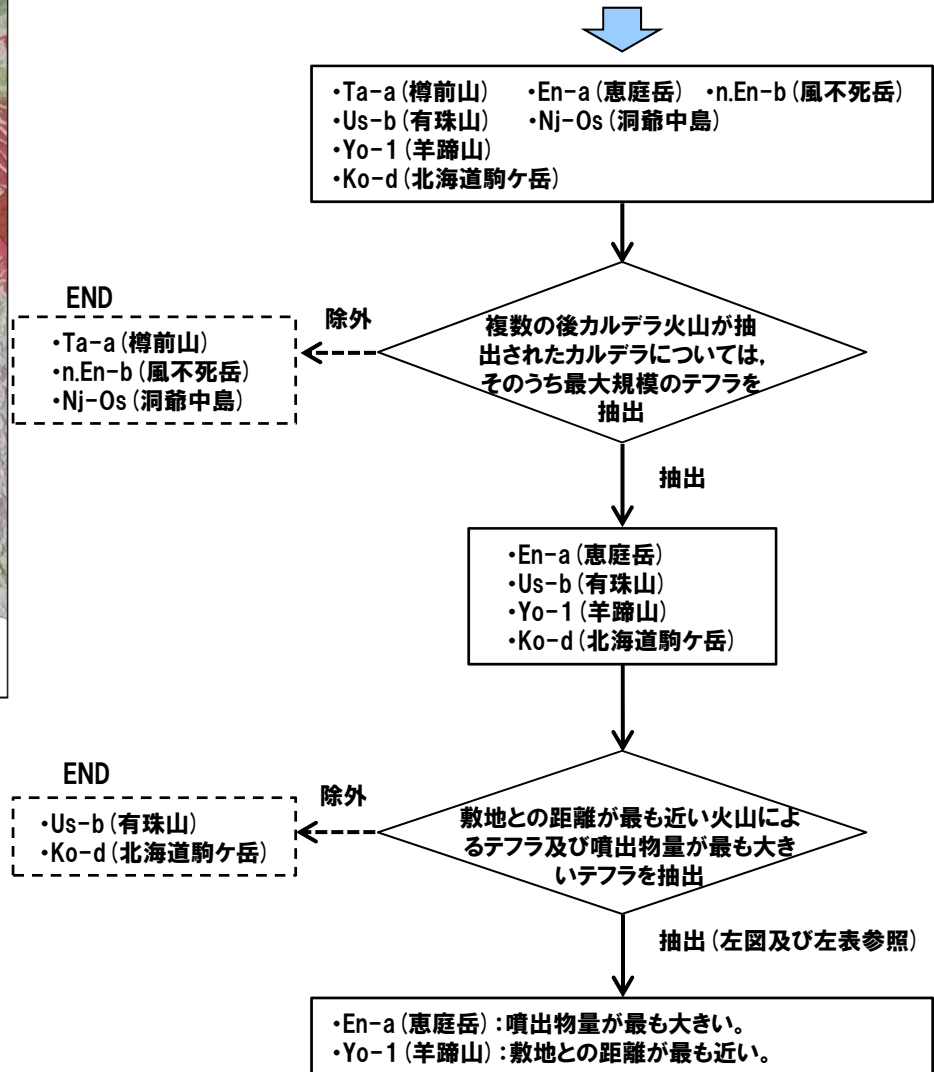 ・Ta-a(樽前山) ・En-a(恵庭岳) ・n.En-b(風不死岳)
・Us-b(有珠山) ・Nj-Os(洞爺中島)
・Yo-1(羊蹄山)
・Ko-d(北海道駒ケ岳)
複数の後カルデラ火山が抽
出されたカルデラについては,
そのうち最大規模のテフラを
抽出
除外
END
・Ta-a(樽前山)
・n.En-b(風不死岳)
・Nj-Os(洞爺中島)
抽出
・En-a(恵庭岳)
・Us-b(有珠山)
・Yo-1(羊蹄山)
・Ko-d(北海道駒ケ岳)
敷地との距離が最も近い火山によ
るテフラ及び噴出物量が最も大き
いテフラを抽出
除外
END
・Us-b(有珠山)
・Ko-d(北海道駒ケ岳)
抽出(左図及び左表参照)
・En-a(恵庭岳):噴出物量が最も大きい。
・Yo-1(羊蹄山):敷地との距離が最も近い。